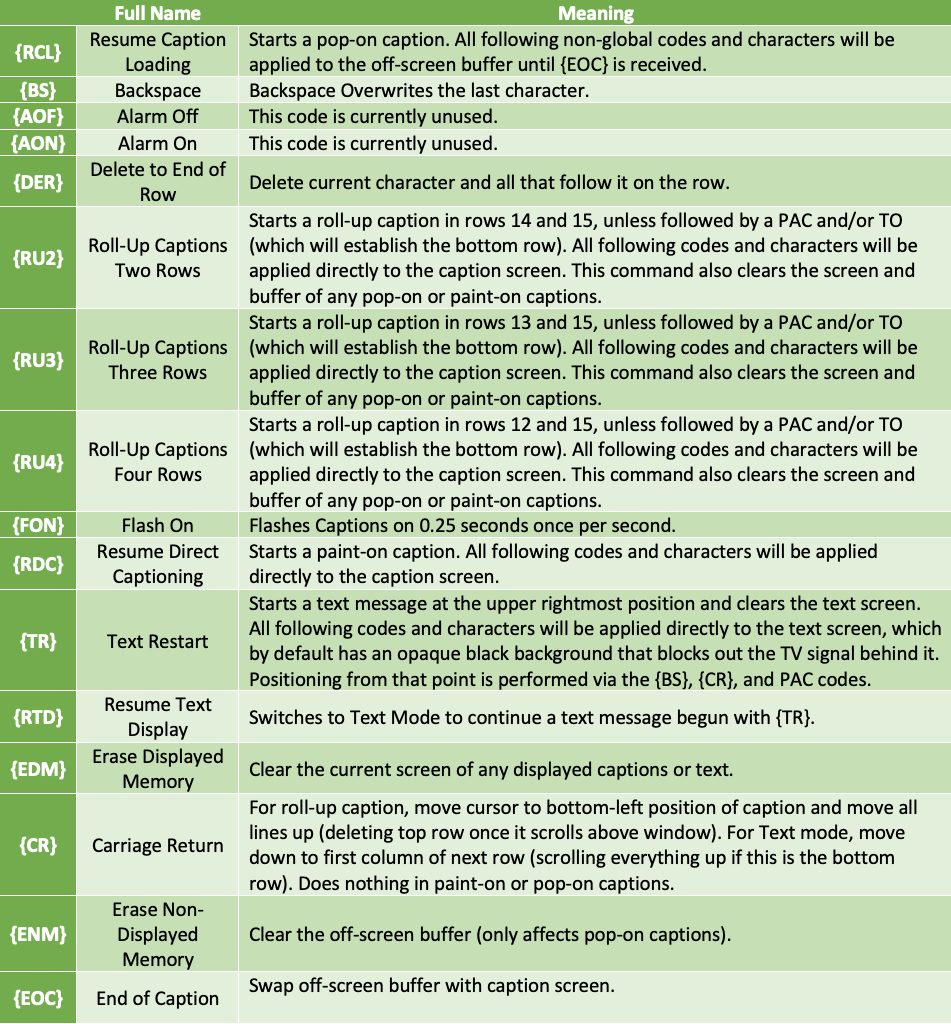 Full Name Meaning
{RCL} Resume Caption Loading Starts a pop-on caption. All following non-global codes and characters will be
applied to the off-screen buffer until {EOC} is received.
{BS} Backspace Backspace Overwrites the last character.
{AOF} Alarm Off This code is currently unused.
{AON} Alarm On This code is currently unused.
{DER} Delete to End of Row Delete current character and all that follow it on the row.
{RU2} Roll-Up Captions Two Rows Starts a roll-up caption in rows 14 and 15, unless followed by a PAC and/or TO
(which will establish the bottom row). All following codes and characters will be
applied directly to the caption screen. This command also clears the screen and
buffer of any pop-on or paint-on captions.
{RU3} Roll-Up Captions Three Rows Starts a roll-up caption in rows 13 and 15, unless followed by a PAC and/or TO
(which will establish the bottom row). All following codes and characters will be
applied directly to the caption screen. This command also clears the screen and
buffer of any pop-on or paint-on captions.
{RU4} Roll-Up Captions Four Rows Starts a roll-up caption in rows 12 and 15, unless followed by a PAC and/or TO
(which will establish the bottom row). All following codes and characters will be
applied directly to the caption screen. This command also clears the screen and
buffer of any pop-on or paint-on captions.
{FON} Flash On Flashes Captions on 0.25 seconds once per second.
{RDC} Resume Direct Captioning Starts a paint-on caption. All following codes and characters will be applied
directly to the caption screen.
{TR} Text Restart Starts a text message at the upper rightmost position and clears the text screen.
All following codes and characters will be applied directly to the text screen, which
by default has an opaque black background that blocks out the TV signal behind it.
Positioning from that point is performed via the {BS}, {CR}, and PAC codes.
{RTD} Resume Text Display Switches to Text Mode to continue a text message begun with {TR}.
{EDM} Erase Displayed Memory Clear the current screen of any displayed captions or text.
{CR} Carriage Return For roll-up caption, move cursor to bottom-left position of caption and move all
lines up (deleting top row once it scrolls above window). For Text mode, move
down to first column of next row (scrolling everything up if this is the bottom
row). Does nothing in paint-on or pop-on captions.
{ENM} Erase Non-Displayed Memory Clear the off-screen buffer (only affects pop-on captions).
{EOC} End of Caption Swap off-screen buffer with caption screen.